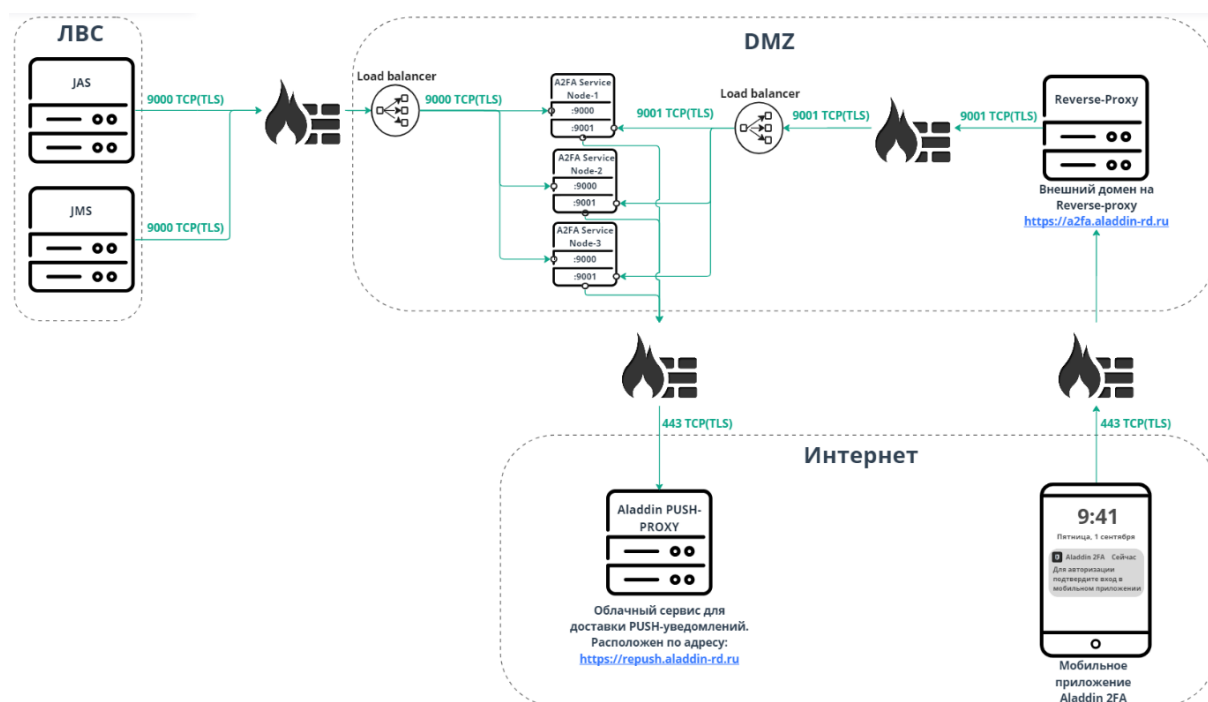 ЛВС
JAS
9000 TCP(TLS)
JMS
9000 TCP(TLS)
DMZ
Load balancer
9000 TCP(TLS)
A2FA Service
Node-1
:9000
:9001
A2FA Service
Node-2
:9000
:9001
A2FA Service
Node-3
:9000
:9001
9001 TCP(TLS)
Load balancer
9001 TCP(TLS)
9001 TCP(TLS)
Reverse-Proxy
Внешний домен на
Reverse-proxy
https://a2fa.aladdin-rd.ru
443 TCP(TLS)
443 TCP(TLS)
Интернет
Aladdin PUSH-
PROXY
Облачный сервис для
доставки PUSH-уведомлений.
Расположен по адресу:
https://repush.aladdin-rd.ru
9:41
Пятница, 1 сентября
Aladdin 2FA Сейчас
Для авторизации
подтвердите вход в
мобильном приложении
Мобильное
приложение
Aladdin 2FA